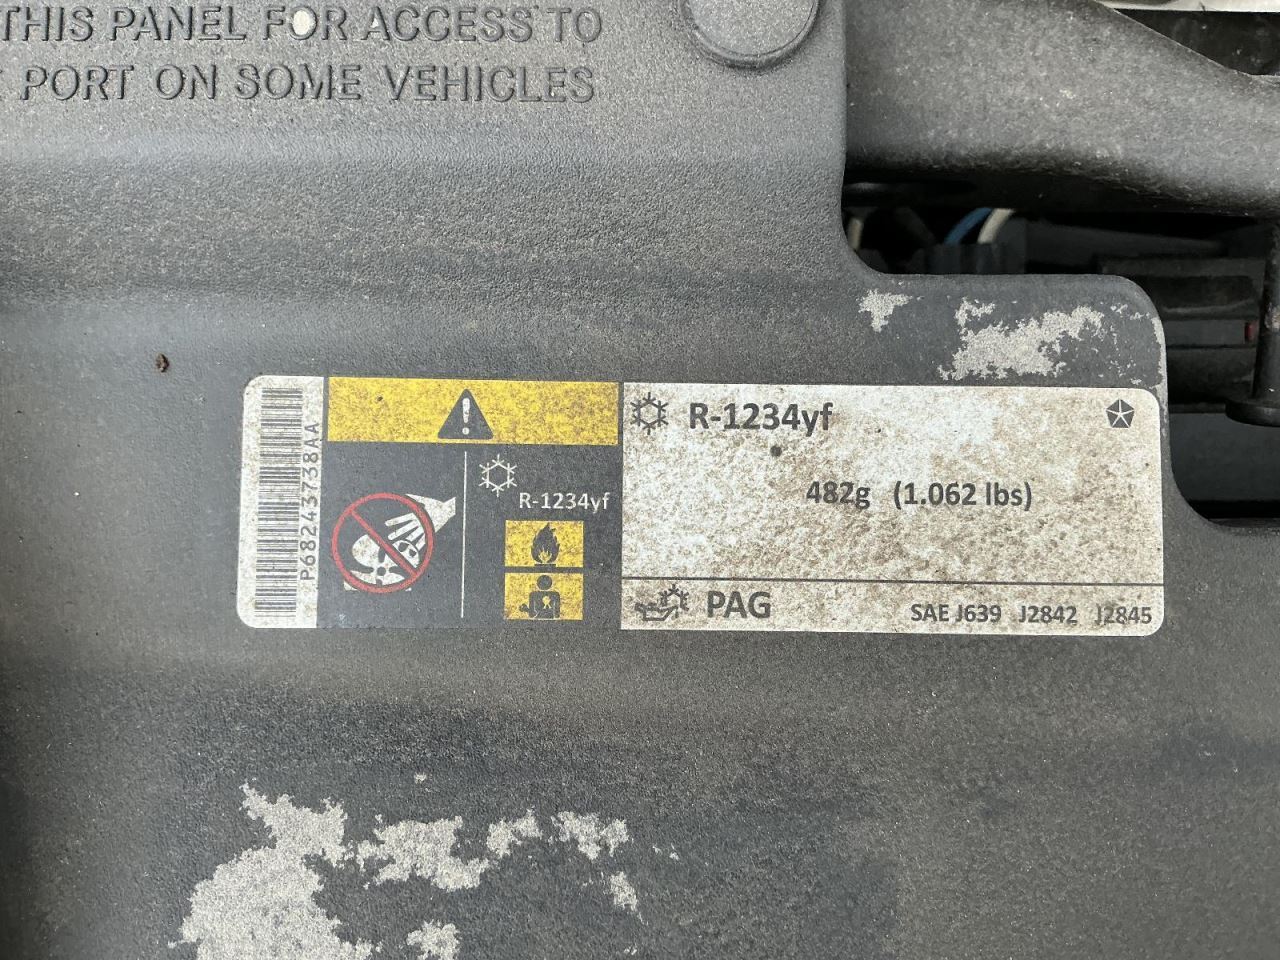 THIS PANEL FOR ACCESS TO
PORT ON SOME VEHICLES
P68243738AA
R-1234yf
R-1234yf
482g (1.062 lbs)
PAG
SAE J639 J2842 J2845